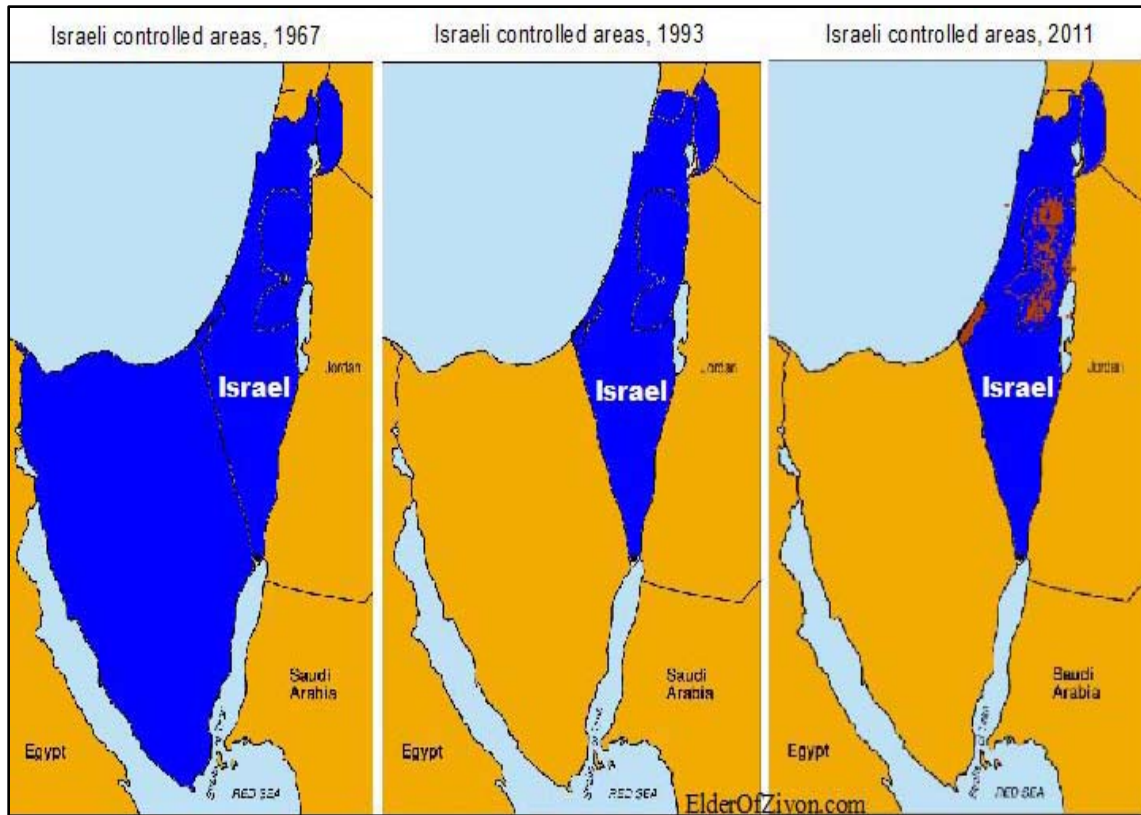 Israeli controlled areas, 1967
Israeli controlled areas, 1993
Israeli controlled areas, 2011
Israel
Jordan
Saudi
Arabia
Egypt
RED SEA
Israel
Jordan
Saudi
Arabia
Egypt
RED SEA
Israel
Jordan
Saudi
Arabia
Egypt
RED SEA
ElderOfZiyon.com